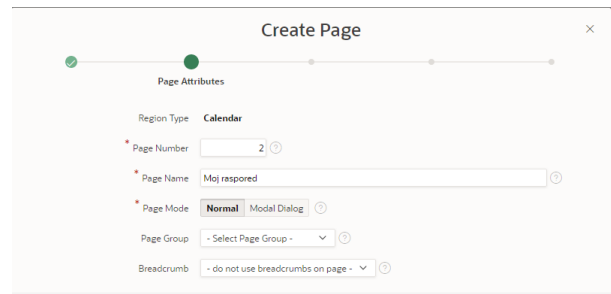 Create Page
Page Attributes
Region Type Calendar
* Page Number 2
* Page Name Moj raspored
* Page Mode Normal Modal Dialog
Page Group - Select Page Group -
Breadcrumb - do not use breadcrumbs on page -